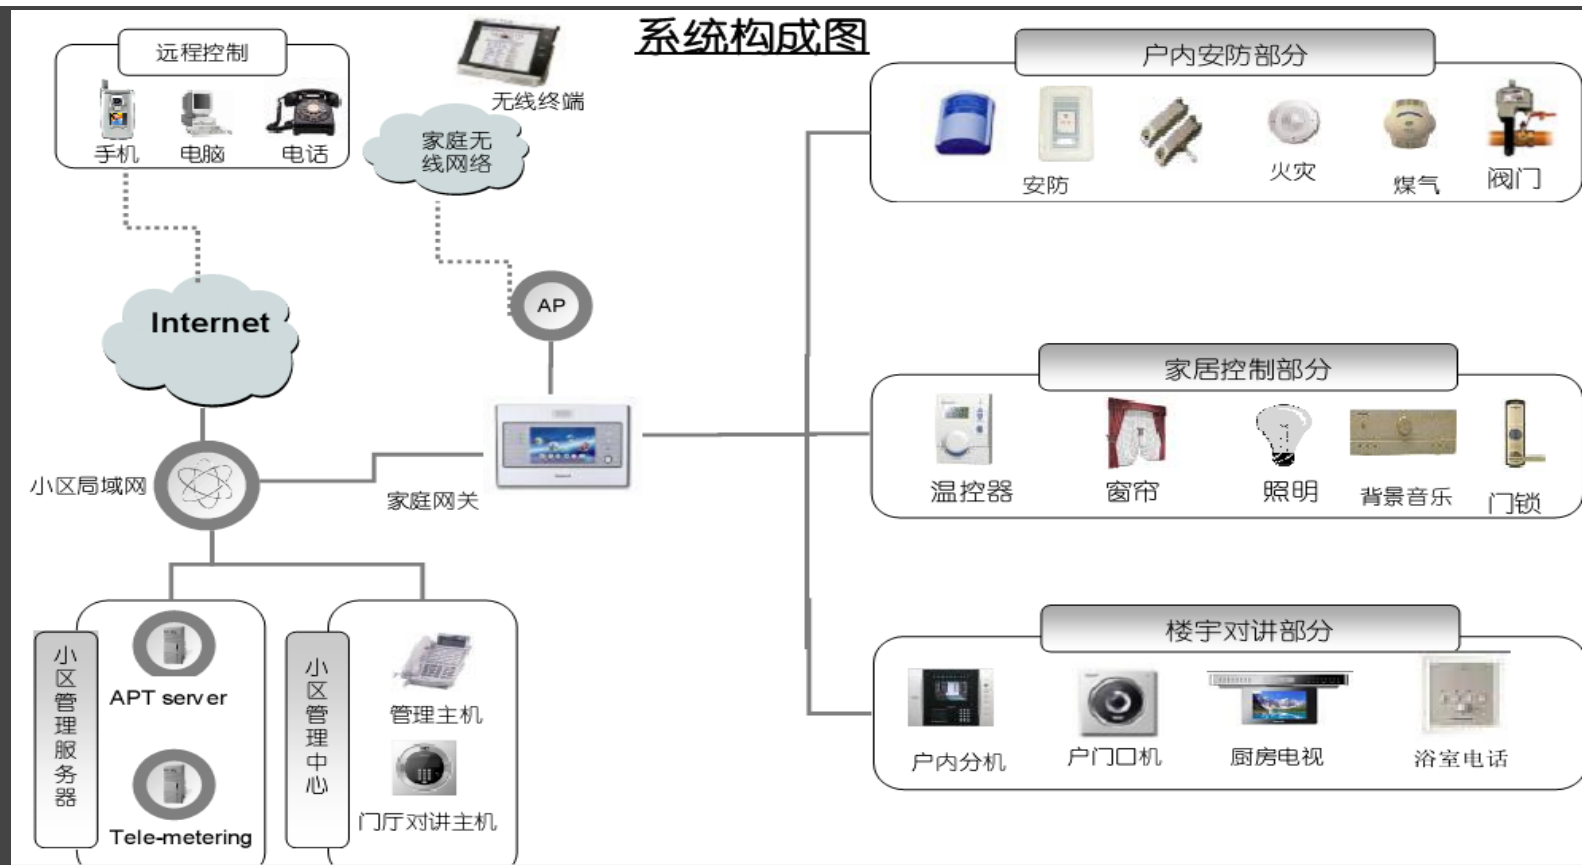 系统构成图
远程控制
手机
电脑
电话
无线终端
家庭无
线网络
Internet
AP
小区局域网
家庭网关
小区管理服务器
APT server
Tele-metering
小区管理中心
管理主机
门厅对讲主机
户内安防部分
安防
火灾
煤气
阀门
家居控制部分
温控器
窗帘
照明
背景音乐
门锁
楼宇对讲部分
户内分机
户门口机
厨房电视
浴室电话